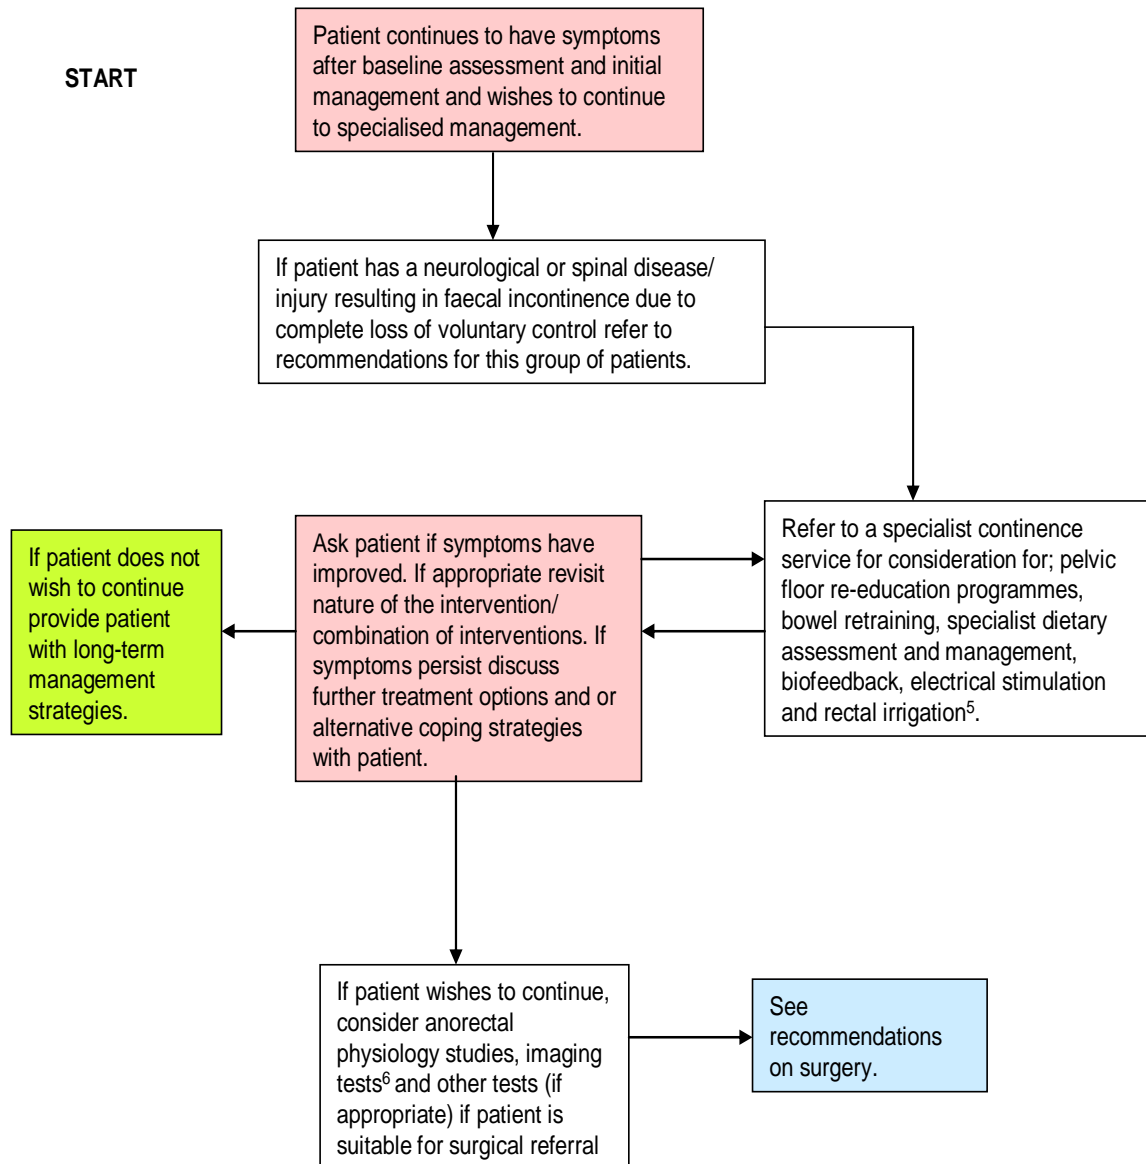 START
Patient continues to have symptoms
after baseline assessment and initial
management and wishes to continue
to specialised management.
If patient has a neurological or spinal disease/
injury resulting in faecal incontinence due to
complete loss of voluntary control refer to
recommendations for this group of patients.
If patient does not
wish to continue
provide patient
with long-term
management
strategies.
Ask patient if symptoms have
improved. If appropriate revisit
nature of the intervention/
combination of interventions. If
symptoms persist discuss
further treatment options and or
alternative coping strategies
with patient.
Refer to a specialist continence
service for consideration for; pelvic
floor re-education programmes,
bowel retraining, specialist dietary
assessment and management,
biofeedback, electrical stimulation
and rectal irrigation⁵.
If patient wishes to continue,
consider anorectal
physiology studies, imaging
tests⁶ and other tests (if
appropriate) if patient is
suitable for surgical referral
See
recommendations
on surgery.